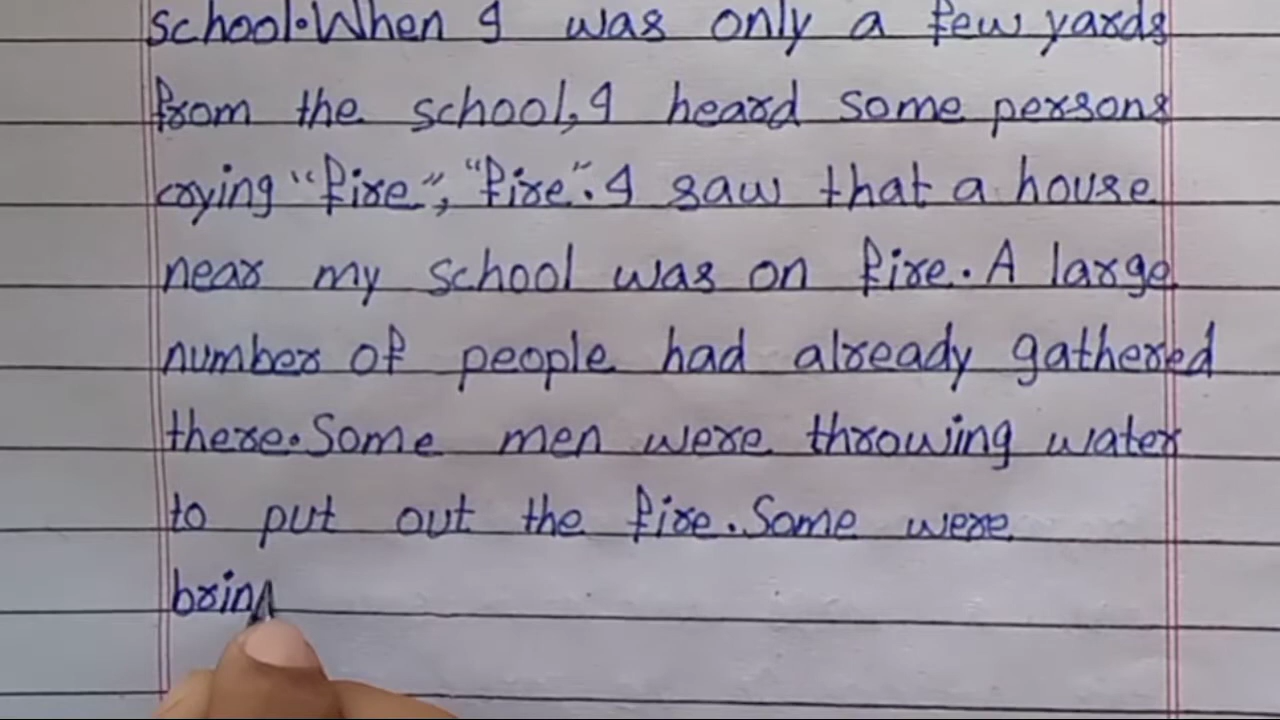 school.When I was only a few yards
from the school,I heard some persons
crying "fire", "fire". I saw that a house
near my school was on fire. A large
number of people had already gathered
there.Some men were throwing water
to put out the fire.Some were
brin